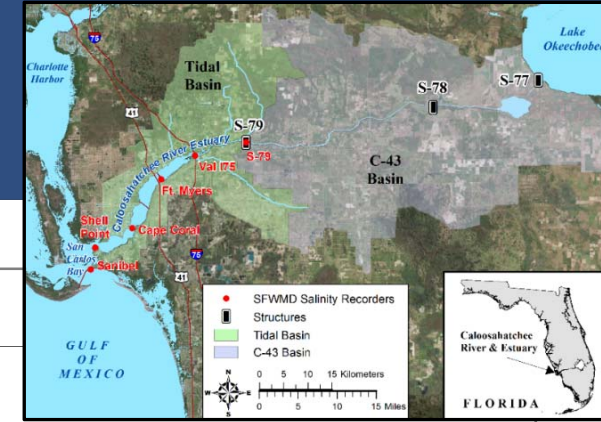 75
Lake
Okeechobee
Charlotte
Harbor
Tidal
Basin
S-77
S-78
41
S-79
S-79
Caloosahatchee River Estuary
Val I75
C-43
Basin
Ft. Myers
Shell
Point
Cape Coral
San
Carlos
Bay
Sanibel
75
41
GULF
OF
MEXICO
SFWMD Salinity Recorders
Structures
Tidal Basin
C-43 Basin
N
W
E
S
0 5 10 15 Kilometers
0 5 10 15 Miles
Caloosahatchee
River & Estuary
FLORIDA